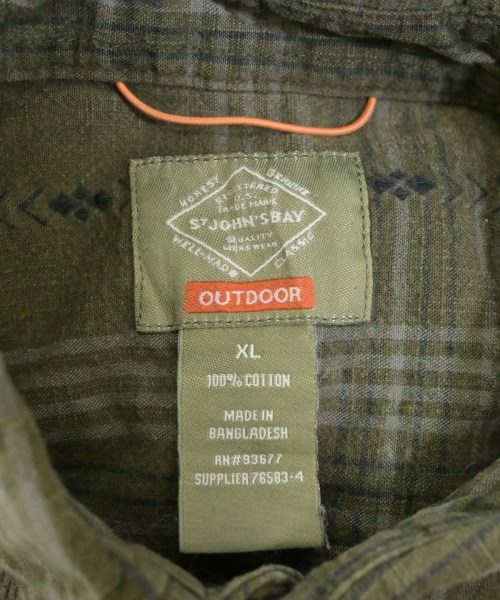 HONEST
GENUINE
REGISTERED
U.S.
TRADE MARK
ST JOHN'S BAY
QUALITY
MENSWEAR
WELL-MADE
CLASSIC
OUTDOOR
XL
100% COTTON
MADE IN
BANGLADESH
RN#93677
SUPPLIER 76583-4